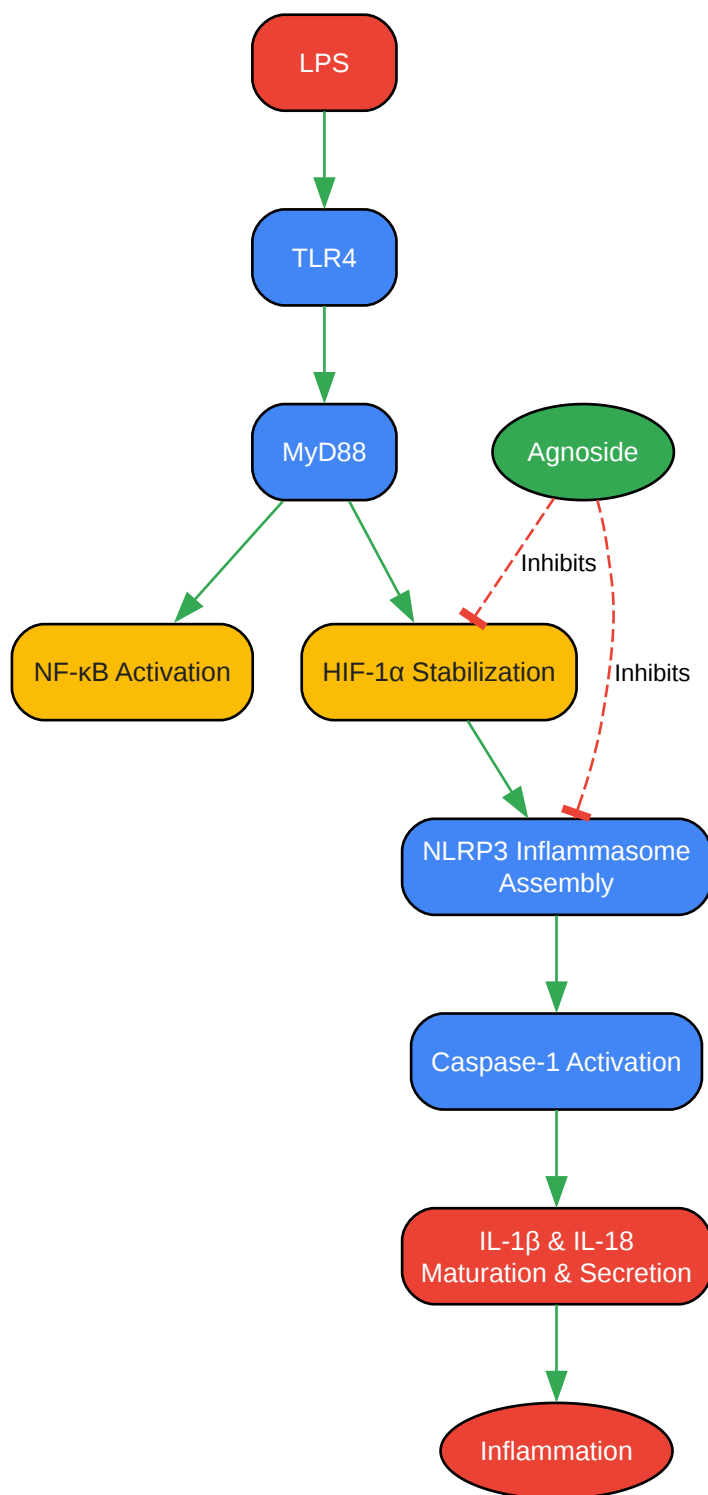 LPS
TLR4
MyD88
Agnoside
Inhibits
NF-κB Activation
HIF-1α Stabilization
Inhibits
NLRP3 Inflammasome
Assembly
Caspase-1 Activation
IL-1β & IL-18
Maturation & Secretion
Inflammation